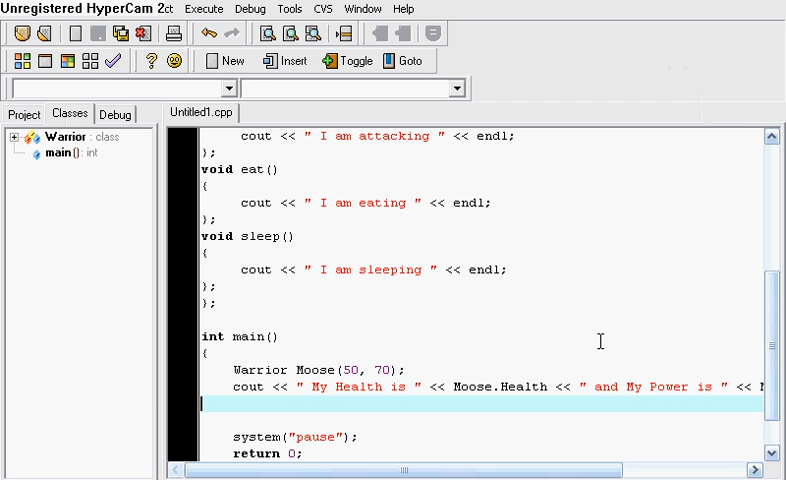 Unregistered HyperCam 2ct Execute Debug Tools CVS Window Help
New Insert Toggle Goto
Project Classes Debug
Untitled1.cpp
Warrior : class
main() : int
cout << " I am attacking " << endl;
};
void eat()
{
cout << " I am eating " << endl;
};
void sleep()
{
cout << " I am sleeping " << endl;
};
};
int main()
{
Warrior Moose(50, 70);
cout << " My Health is " << Moose.Health << " and My Power is " <<
system("pause");
return 0;